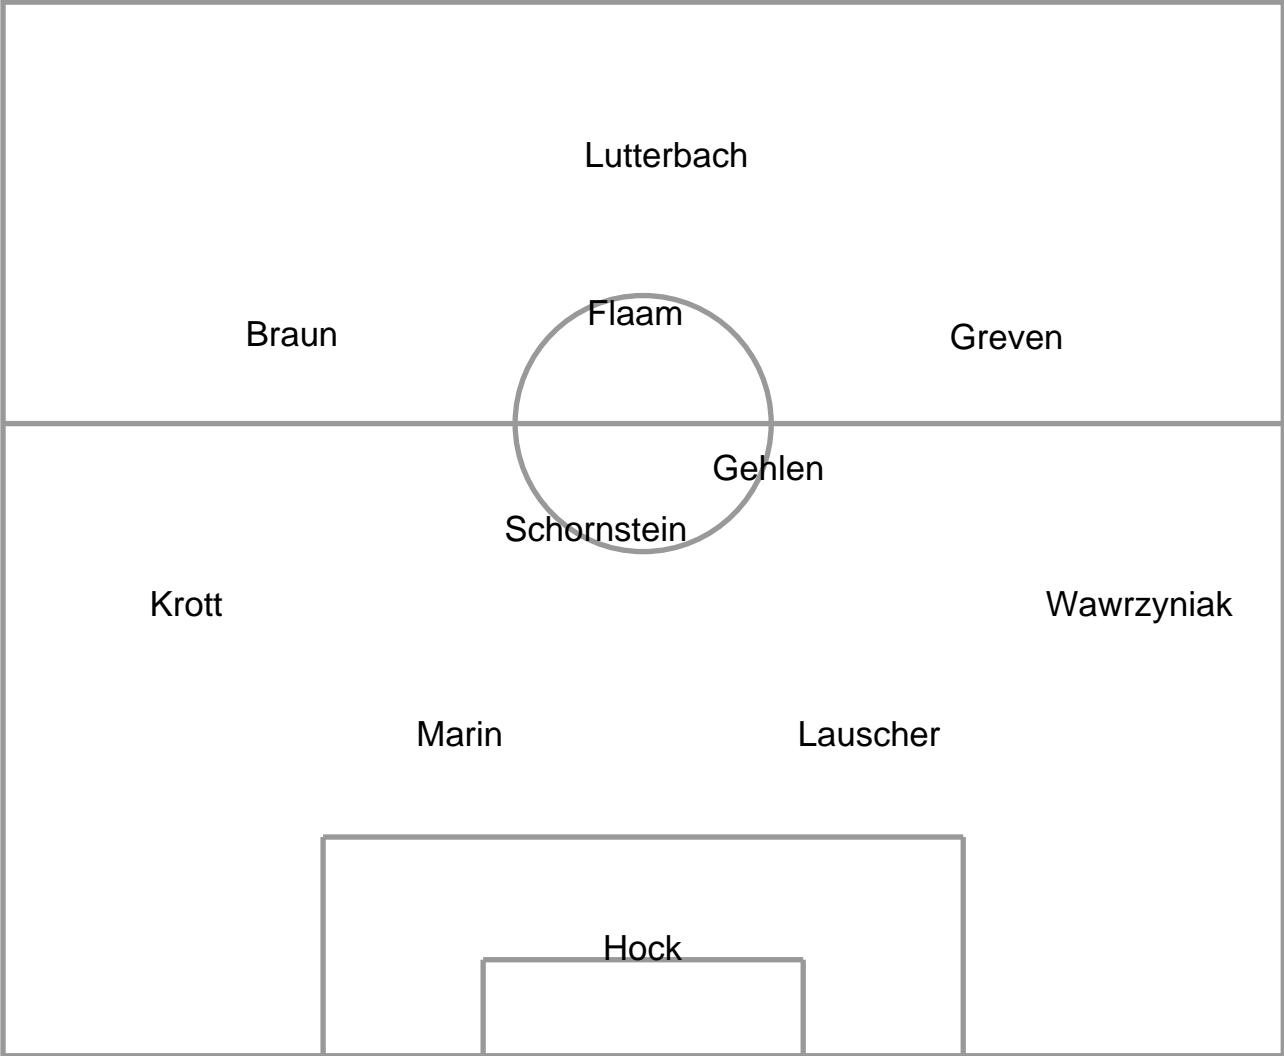 Lutterbach
Flaam
Braun
Greven
Gehlen
Schornstein
Krott
Wawrzyniak
Marin
Lauscher
Hock